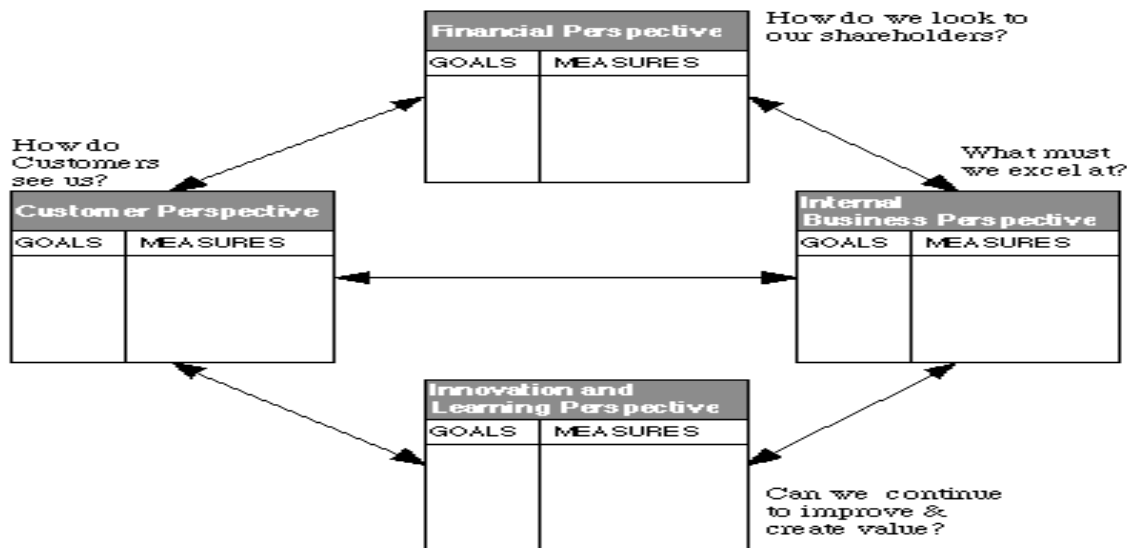 Financial Perspective
GOALS MEASURES
How do we look to
our shareholders?
How do
Customers
see us?
Customer Perspective
GOALS MEASURES
What must
we excel at?
Internal
Business Perspective
GOALS MEASURES
Innovation and
Learning Perspective
GOALS MEASURES
Can we continue
to improve &
create value?